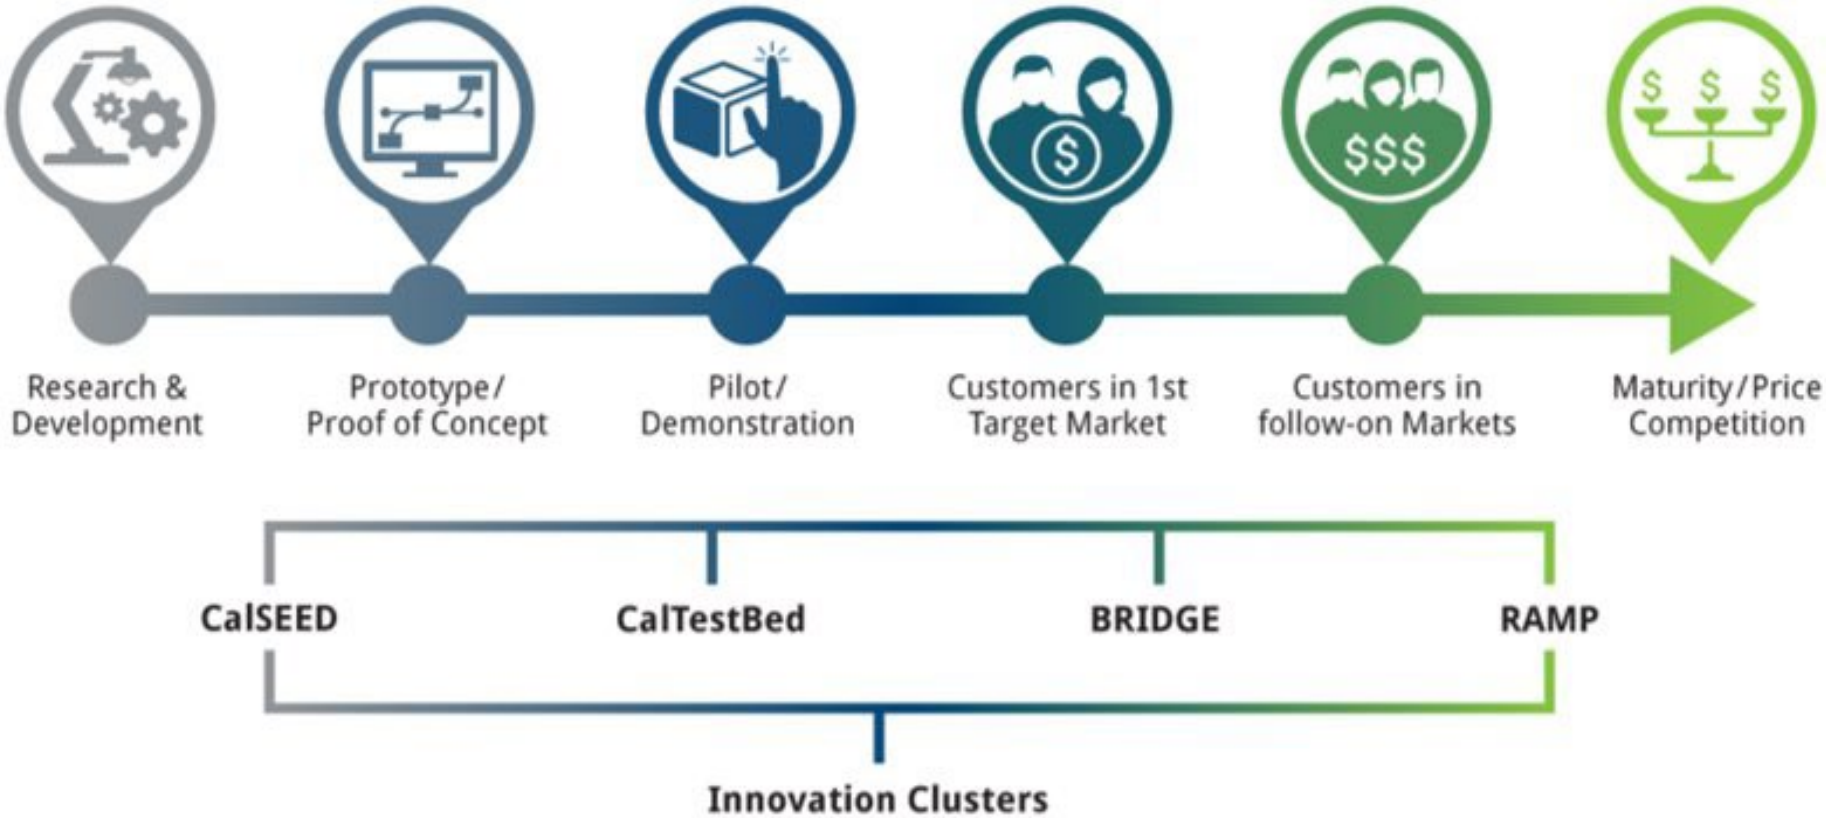 $
$$$
$ $ $
Research &
Development
Prototype/
Proof of Concept
Pilot/
Demonstration
Customers in 1st
Target Market
Customers in
follow-on Markets
Maturity/Price
Competition
CalSEED
CalTestBed
BRIDGE
RAMP
Innovation Clusters